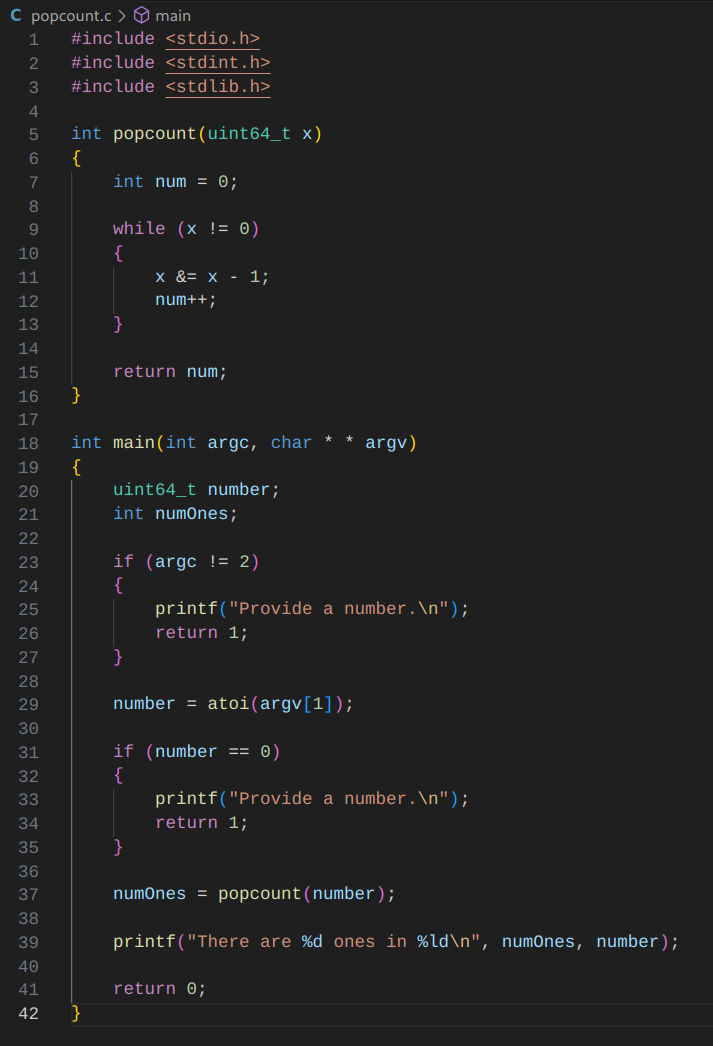 C popcount.c > main
1 #include <stdio.h>
2 #include <stdint.h>
3 #include <stdlib.h>
4
5 int popcount(uint64_t x)
6 {
7     int num = 0;
8
9     while (x != 0)
10     {
11         x &= x - 1;
12         num++;
13     }
14
15     return num;
16 }
17
18 int main(int argc, char * * argv)
19 {
20     uint64_t number;
21     int numOnes;
22
23     if (argc != 2)
24     {
25         printf("Provide a number.\n");
26         return 1;
27     }
28
29     number = atoi(argv[1]);
30
31     if (number == 0)
32     {
33         printf("Provide a number.\n");
34         return 1;
35     }
36
37     numOnes = popcount(number);
38
39     printf("There are %d ones in %ld\n", numOnes, number);
40
41     return 0;
42 }